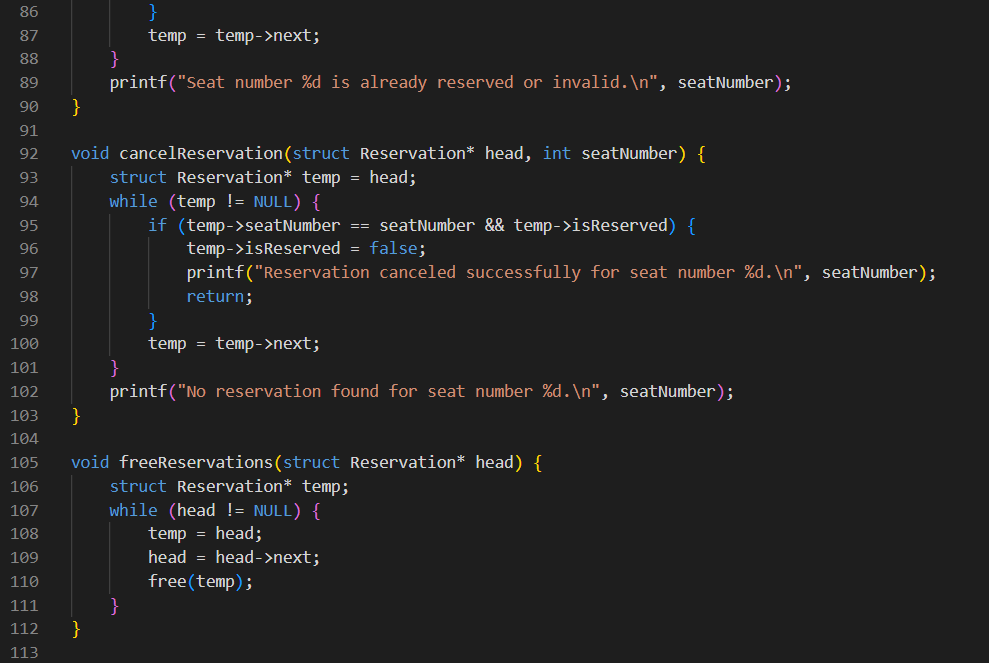 86         }
87         temp = temp->next;
88     }
89     printf("Seat number %d is already reserved or invalid.\n", seatNumber);
90 }
91
92 void cancelReservation(struct Reservation* head, int seatNumber) {
93     struct Reservation* temp = head;
94     while (temp != NULL) {
95         if (temp->seatNumber == seatNumber && temp->isReserved) {
96             temp->isReserved = false;
97             printf("Reservation canceled successfully for seat number %d.\n", seatNumber);
98             return;
99         }
100         temp = temp->next;
101     }
102     printf("No reservation found for seat number %d.\n", seatNumber);
103 }
104
105 void freeReservations(struct Reservation* head) {
106     struct Reservation* temp;
107     while (head != NULL) {
108         temp = head;
109         head = head->next;
110         free(temp);
111     }
112 }
113